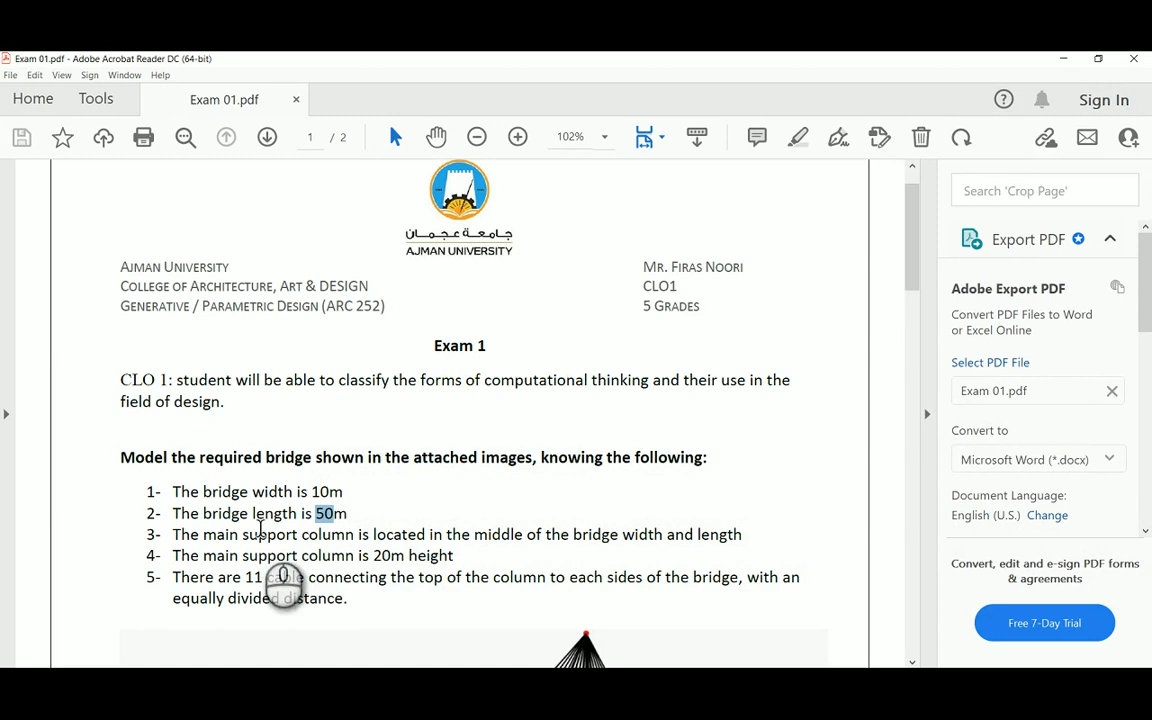 Exam 01.pdf - Adobe Acrobat Reader DC (64-bit)
File Edit View Sign Window Help
Home Tools Exam 01.pdf × Sign In
1 / 2 102%
جامعة عجمان
AJMAN UNIVERSITY
AJMAN UNIVERSITY MR. FIRAS NOORI
COLLEGE OF ARCHITECTURE, ART & DESIGN CLO1
GENERATIVE / PARAMETRIC DESIGN (ARC 252) 5 GRADES
Exam 1
CLO 1: student will be able to classify the forms of computational thinking and their use in the
field of design.
Model the required bridge shown in the attached images, knowing the following:
1- The bridge width is 10m
2- The bridge length is 50m
3- The main support column is located in the middle of the bridge width and length
4- The main support column is 20m height
5- There are 11 cable connecting the top of the column to each sides of the bridge, with an
equally divided distance.
Search 'Crop Page'
Export PDF
Adobe Export PDF
Convert PDF Files to Word
or Excel Online
Select PDF File
Exam 01.pdf
Convert to
Microsoft Word (*.docx)
Document Language:
English (U.S.) Change
Convert, edit and e-sign PDF forms
& agreements
Free 7-Day Trial